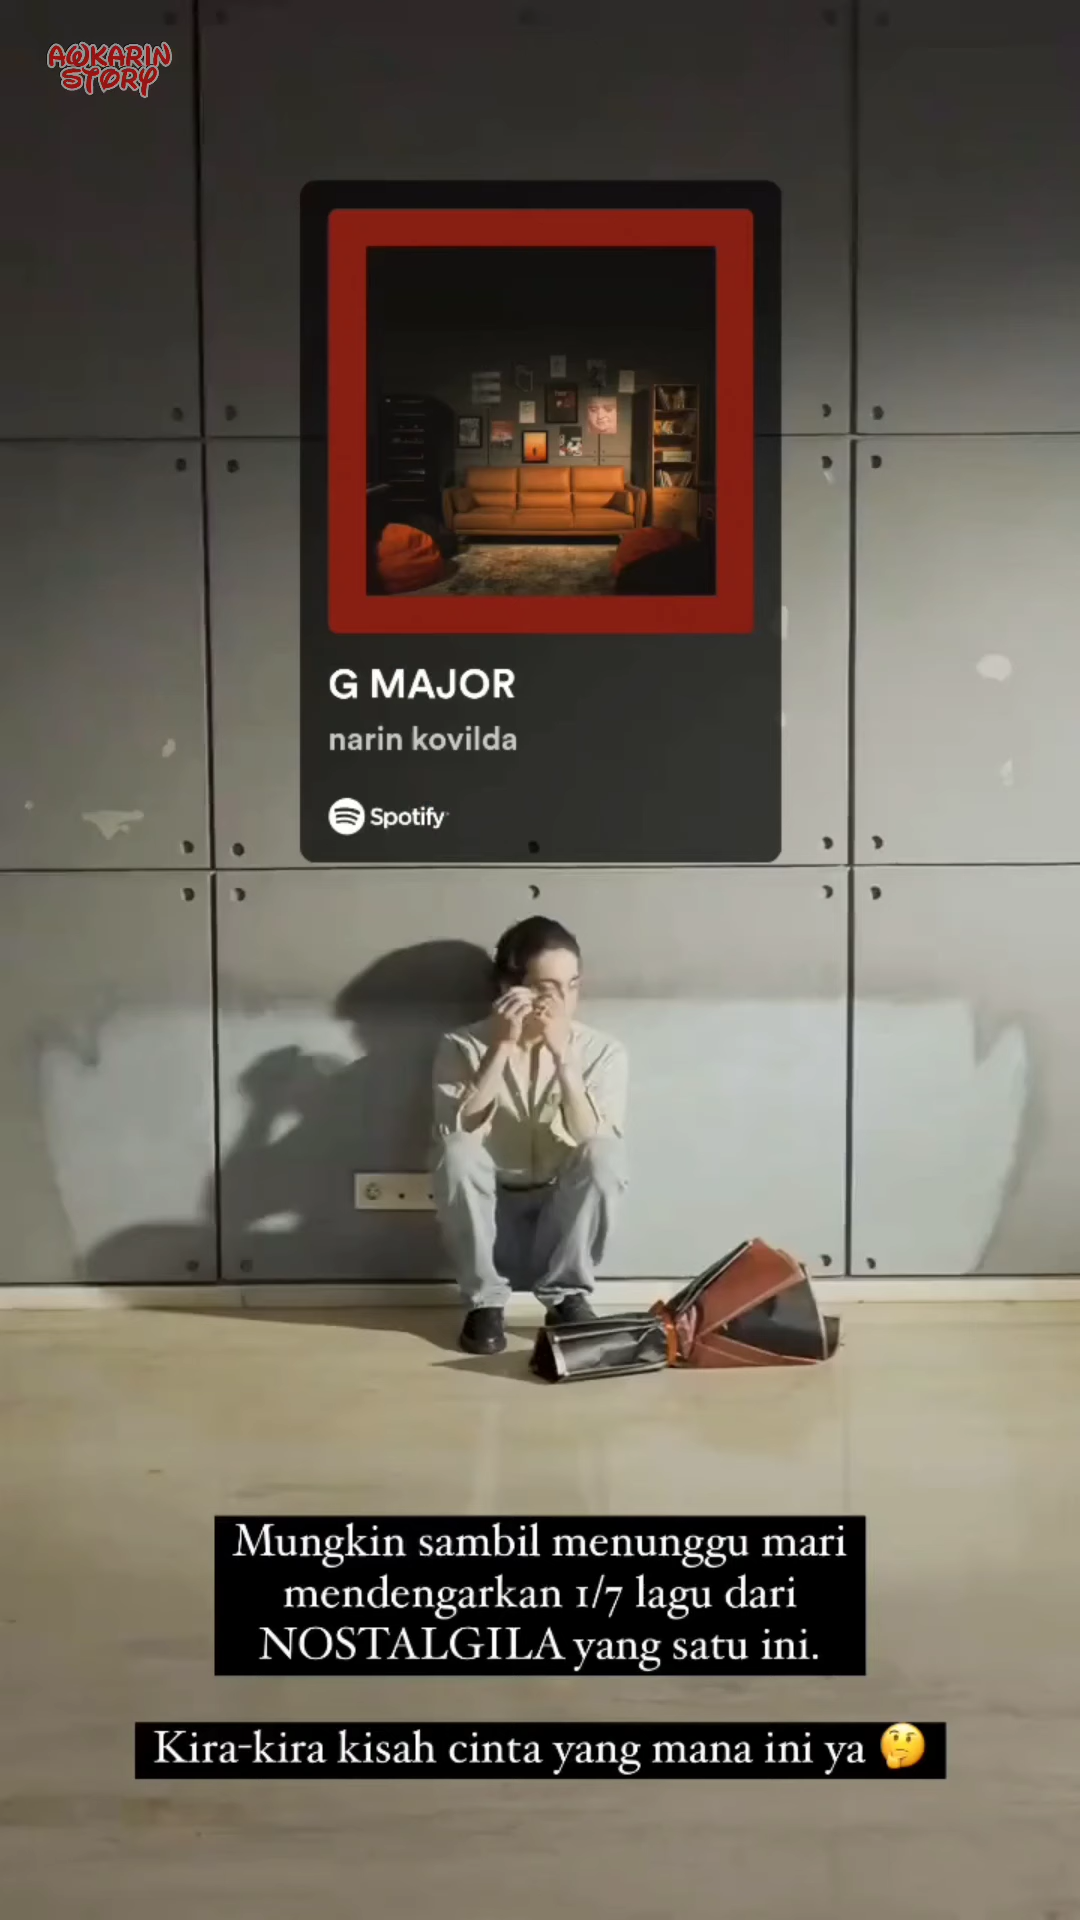 AWKARIN
STORY
G MAJOR
narin kovilda
Spotify
Mungkin sambil menunggu mari
mendengarkan 1/7 lagu dari
NOSTALGILA yang satu ini.
Kira-kira kisah cinta yang mana ini ya 🤔